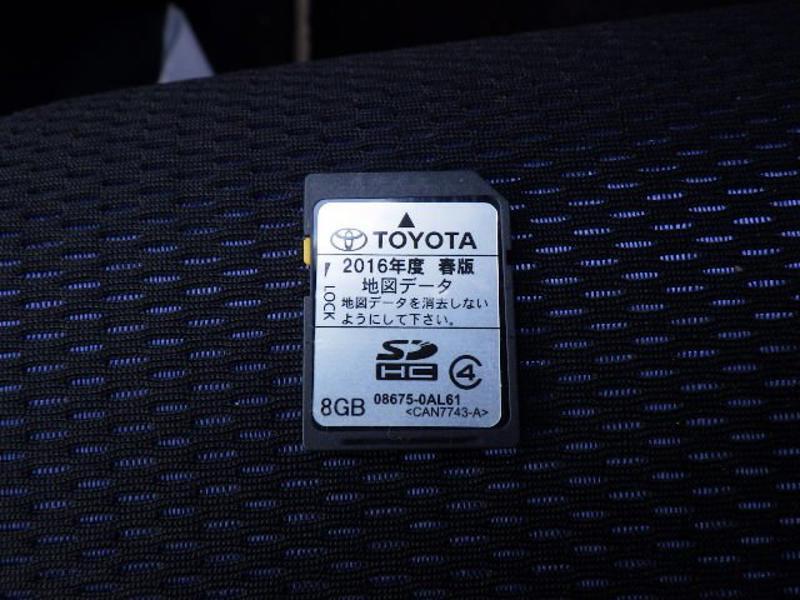 TOYOTA
2016年度 春版
地図データ
地図データを消去しない
ようにして下さい。
LOCK
SD
HC
4
8GB
08675-0AL61
<CAN7743-A>